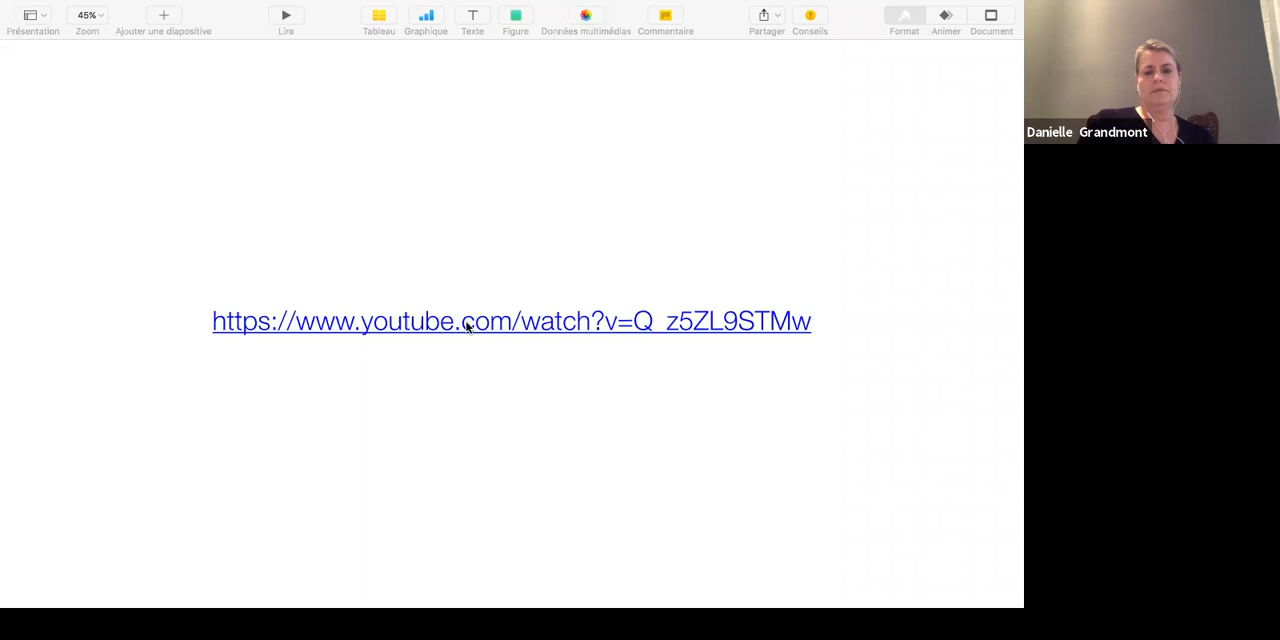 45%
Présentation Zoom Ajouter une diapositive Lire Tableau Graphique Texte Figure Données multimédias Commentaire Partager Conseils Format Animer Document
Danielle Grandmont
https://www.youtube.com/watch?v=Q_z5ZL9STMw